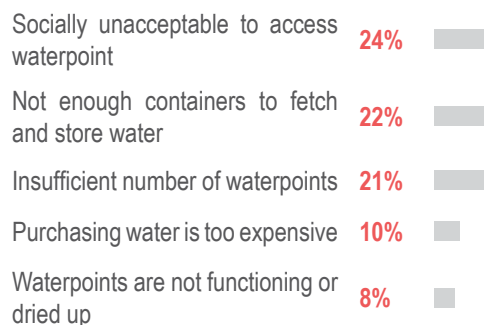 Socially unacceptable to access
waterpoint
24%
Not enough containers to fetch
and store water
22%
Insufficient number of waterpoints 21%
Purchasing water is too expensive 10%
Waterpoints are not functioning or
dried up
8%